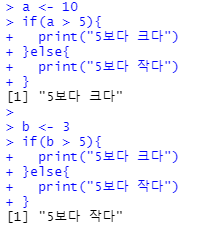 > a <- 10
> if(a > 5){
+   print("5보다 크다")
+ }else{
+   print("5보다 작다")
+ }
[1] "5보다 크다"
>
> b <- 3
> if(b > 5){
+   print("5보다 크다")
+ }else{
+   print("5보다 작다")
+ }
[1] "5보다 작다"